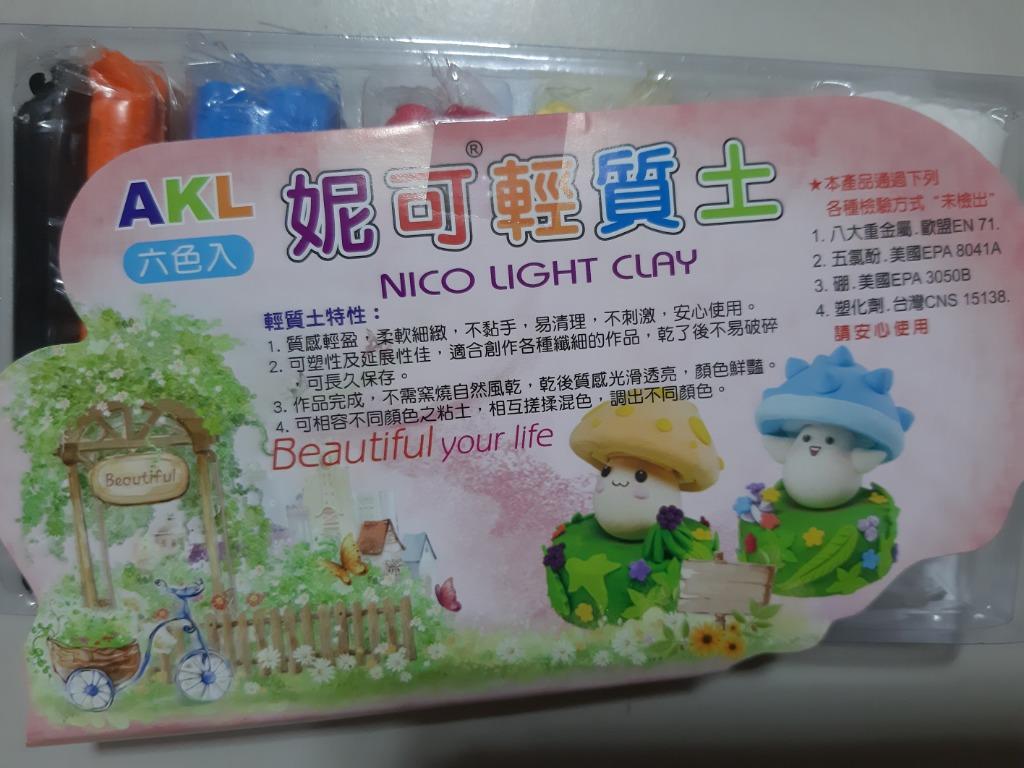 AKL
六色入
妮可輕質土®
NICO LIGHT CLAY
輕質土特性：
1. 質感輕盈，柔軟細緻，不黏手，易清理，不刺激，安心使用。
2. 可塑性及延展性佳，適合創作各種纖細的作品，乾了後不易破碎
，可長久保存。
3. 作品完成，不需窯燒自然風乾，乾後質感光滑透亮，顏色鮮豔。
4. 可相容不同顏色之粘土，相互搓揉混色，調出不同顏色。
Beautiful your life
★本產品通過下列
各種檢驗方式 "未檢出"
1. 八大重金屬.歐盟EN 71.
2. 五氯酚.美國EPA 8041A
3. 硼.美國EPA 3050B
4. 塑化劑.台灣CNS 15138.
請安心使用
Beautiful